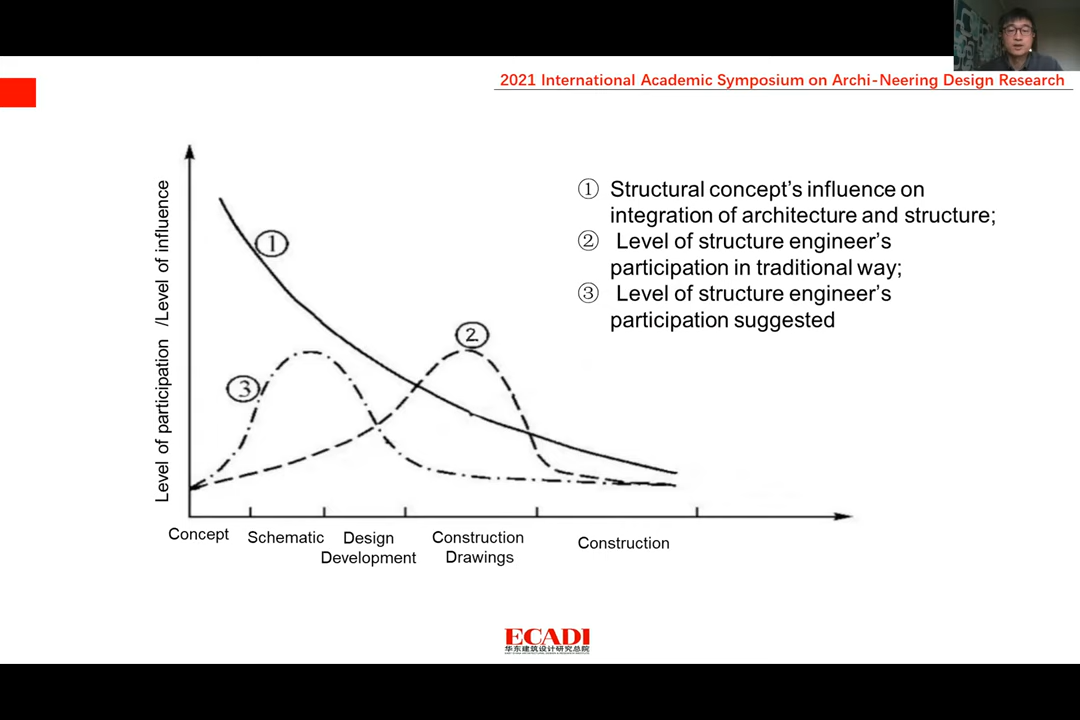 2021 International Academic Symposium on Archi-Neering Design Research
Level of participation /Level of influence
① Structural concept's influence on
integration of architecture and structure;
② Level of structure engineer's
participation in traditional way;
③ Level of structure engineer's
participation suggested
①
②
③
Concept
Schematic
Design
Development
Construction
Drawings
Construction
ECADI
华东建筑设计研究总院